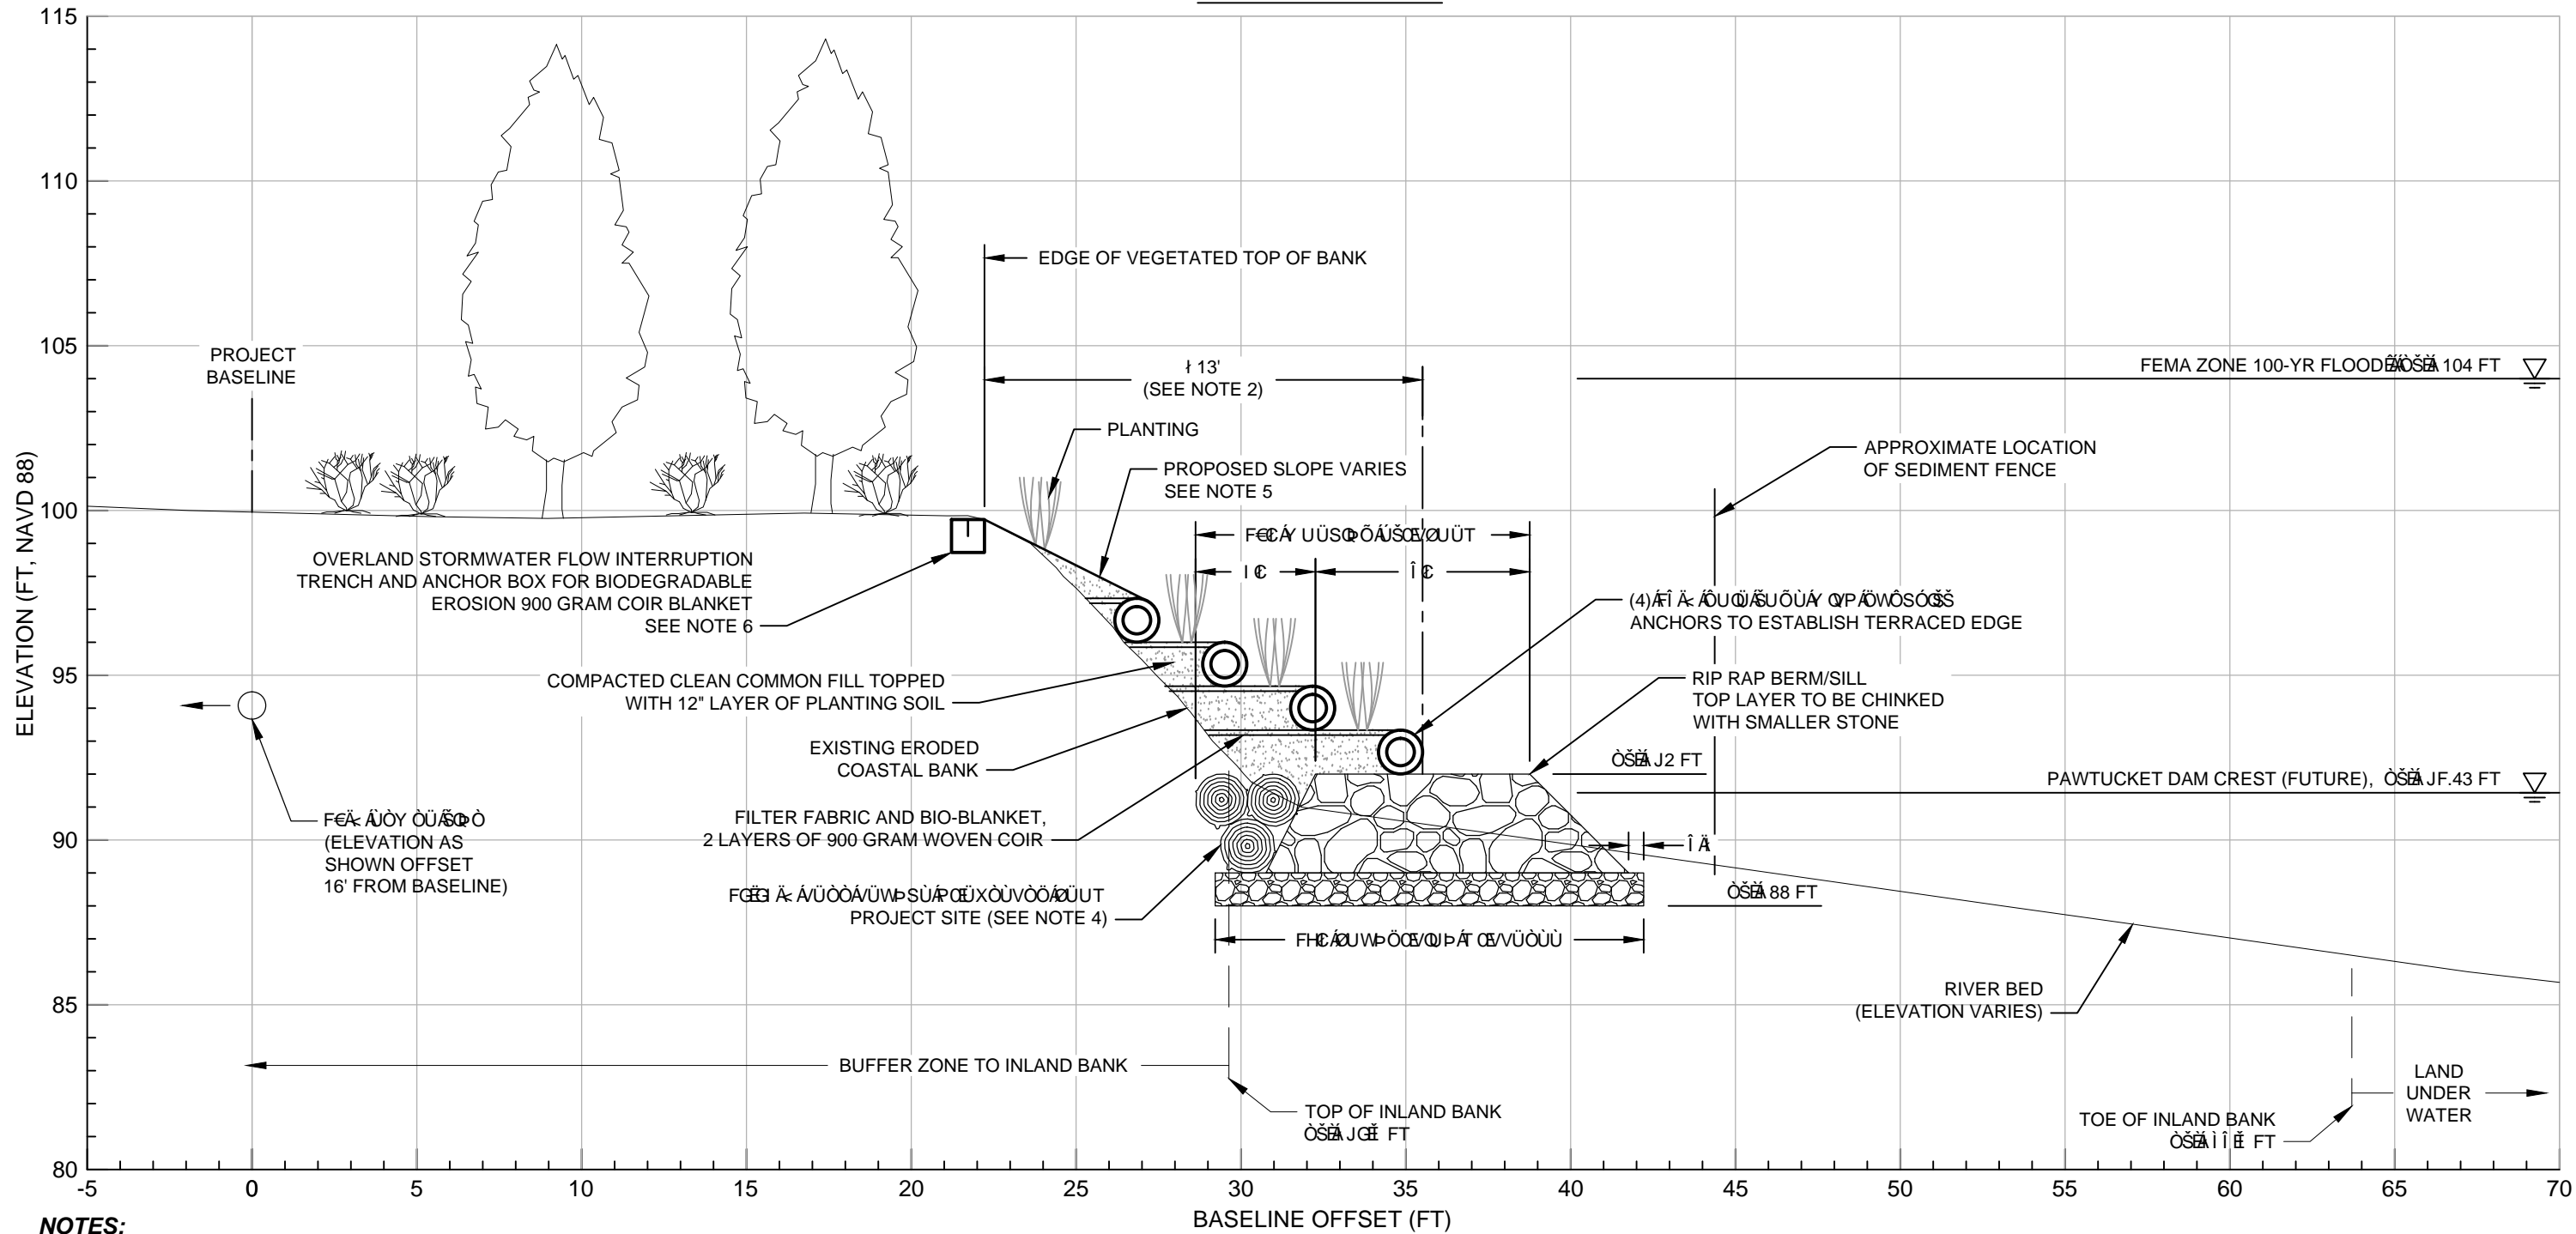 115
110
105
100
95
90
85
80
ELEVATION (FT, NAVD 88)
-5 0 5 10 15 20 25 30 35 40 45 50 55 60 65 70
BASELINE OFFSET (FT)
PROJECT
BASELINE
EDGE OF VEGETATED TOP OF BANK
13'
(SEE NOTE 2)
FEMA ZONE 100-YR FLOOD 104 FT
PLANTING
PROPOSED SLOPE VARIES
SEE NOTE 5
APPROXIMATE LOCATION
OF SEDIMENT FENCE
OVERLAND STORMWATER FLOW INTERRUPTION
TRENCH AND ANCHOR BOX FOR BIODEGRADABLE
EROSION 900 GRAM COIR BLANKET
SEE NOTE 6
(4)
ANCHORS TO ESTABLISH TERRACED EDGE
COMPACTED CLEAN COMMON FILL TOPPED
WITH 12" LAYER OF PLANTING SOIL
RIP RAP BERM/SILL
TOP LAYER TO BE CHINKED
WITH SMALLER STONE
EXISTING ERODED
COASTAL BANK
2 FT
PAWTUCKET DAM CREST (FUTURE), .43 FT
(ELEVATION AS
SHOWN OFFSET
16' FROM BASELINE)
FILTER FABRIC AND BIO-BLANKET,
2 LAYERS OF 900 GRAM WOVEN COIR
88 FT
PROJECT SITE (SEE NOTE 4)
RIVER BED
(ELEVATION VARIES)
BUFFER ZONE TO INLAND BANK
TOP OF INLAND BANK
FT
LAND
UNDER
WATER
TOE OF INLAND BANK
FT
NOTES: